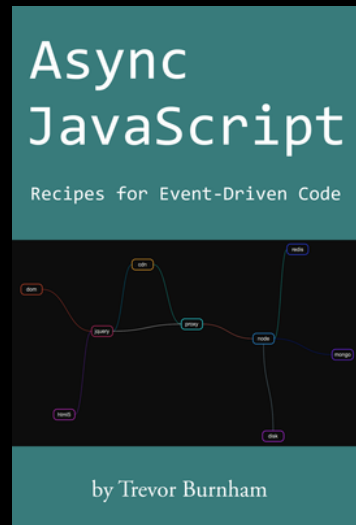 Async
JavaScript
Recipes for Event-Driven Code
redis
cdn
dom
proxy
jquery
node
mongo
html5
disk
by Trevor Burnham